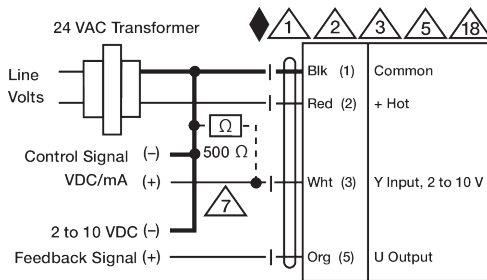 24 VAC Transformer
1 2 3 5 18
Line
Volts
Blk (1) Common
Red (2) + Hot
Ω
500 Ω
Control Signal (–)
VDC/mA (+)
Wht (3) Y Input, 2 to 10 V
7
2 to 10 VDC (–)
Feedback Signal (+)
Org (5) U Output